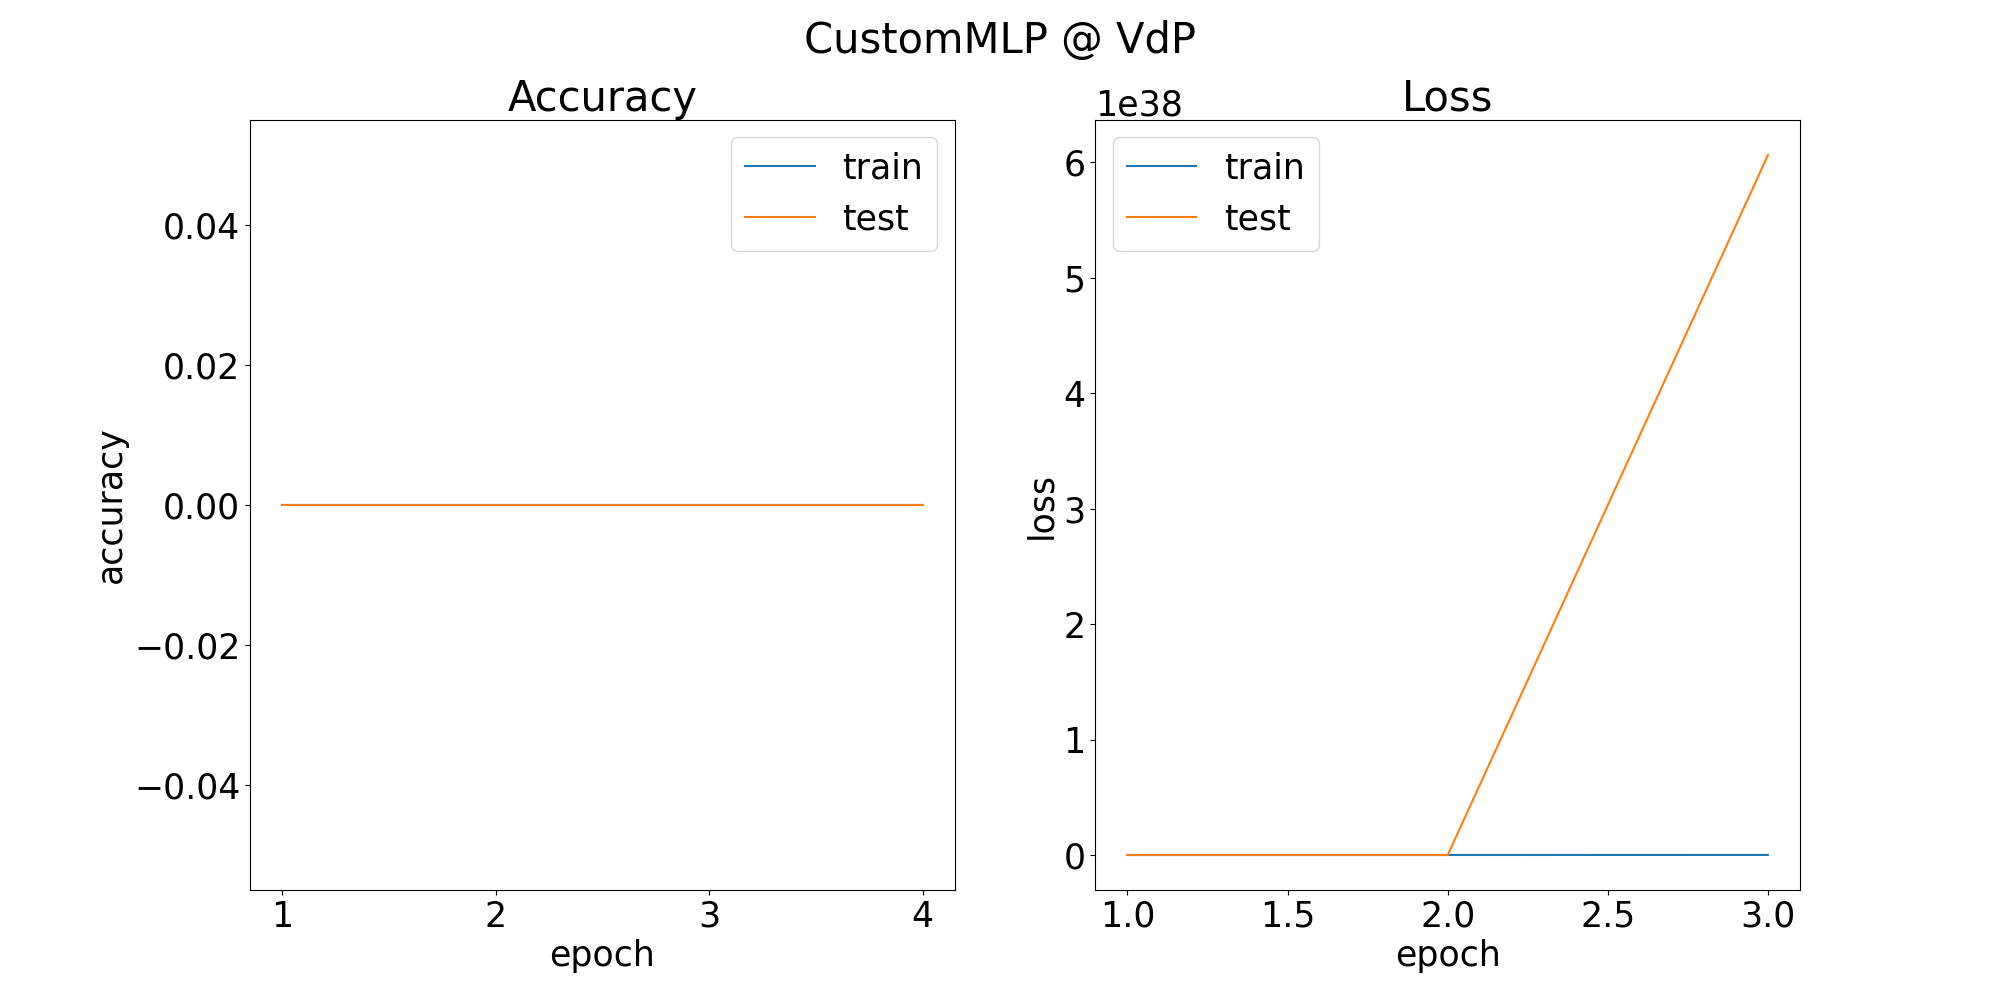 CustomMLP @ VdP
Accuracy
train
test
0.04
0.02
0.00
−0.02
−0.04
accuracy
1 2 3 4
epoch
Loss
1e38
train
test
6
5
4
3
2
1
0
loss
1.0 1.5 2.0 2.5 3.0
epoch